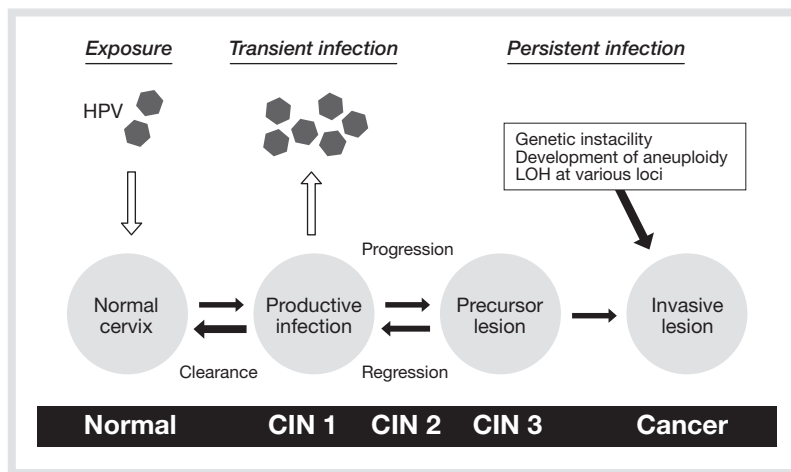 Exposure
Transient infection
Persistent infection
HPV
Genetic instacility
Development of aneuploidy
LOH at various loci
Progression
Normal
cervix
Productive
infection
Precursor
lesion
Invasive
lesion
Clearance
Regression
Normal CIN 1 CIN 2 CIN 3 Cancer